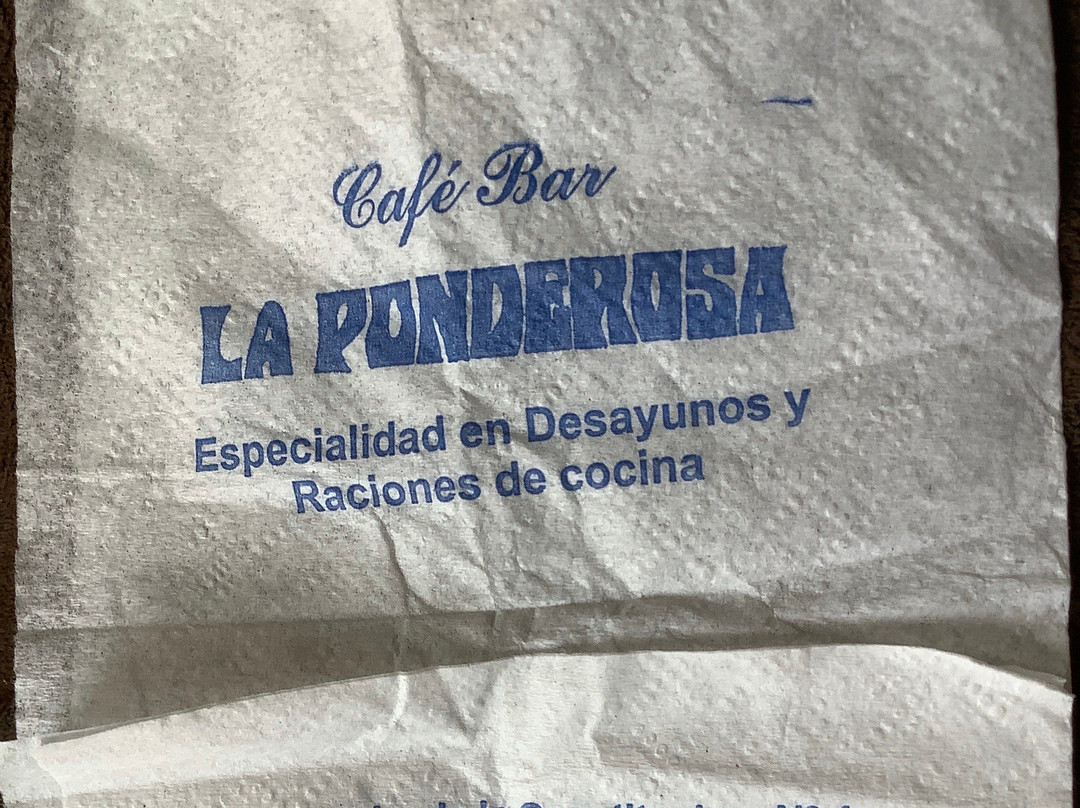 Café Bar
LA PONDEROSA
Especialidad en Desayunos y
Raciones de cocina